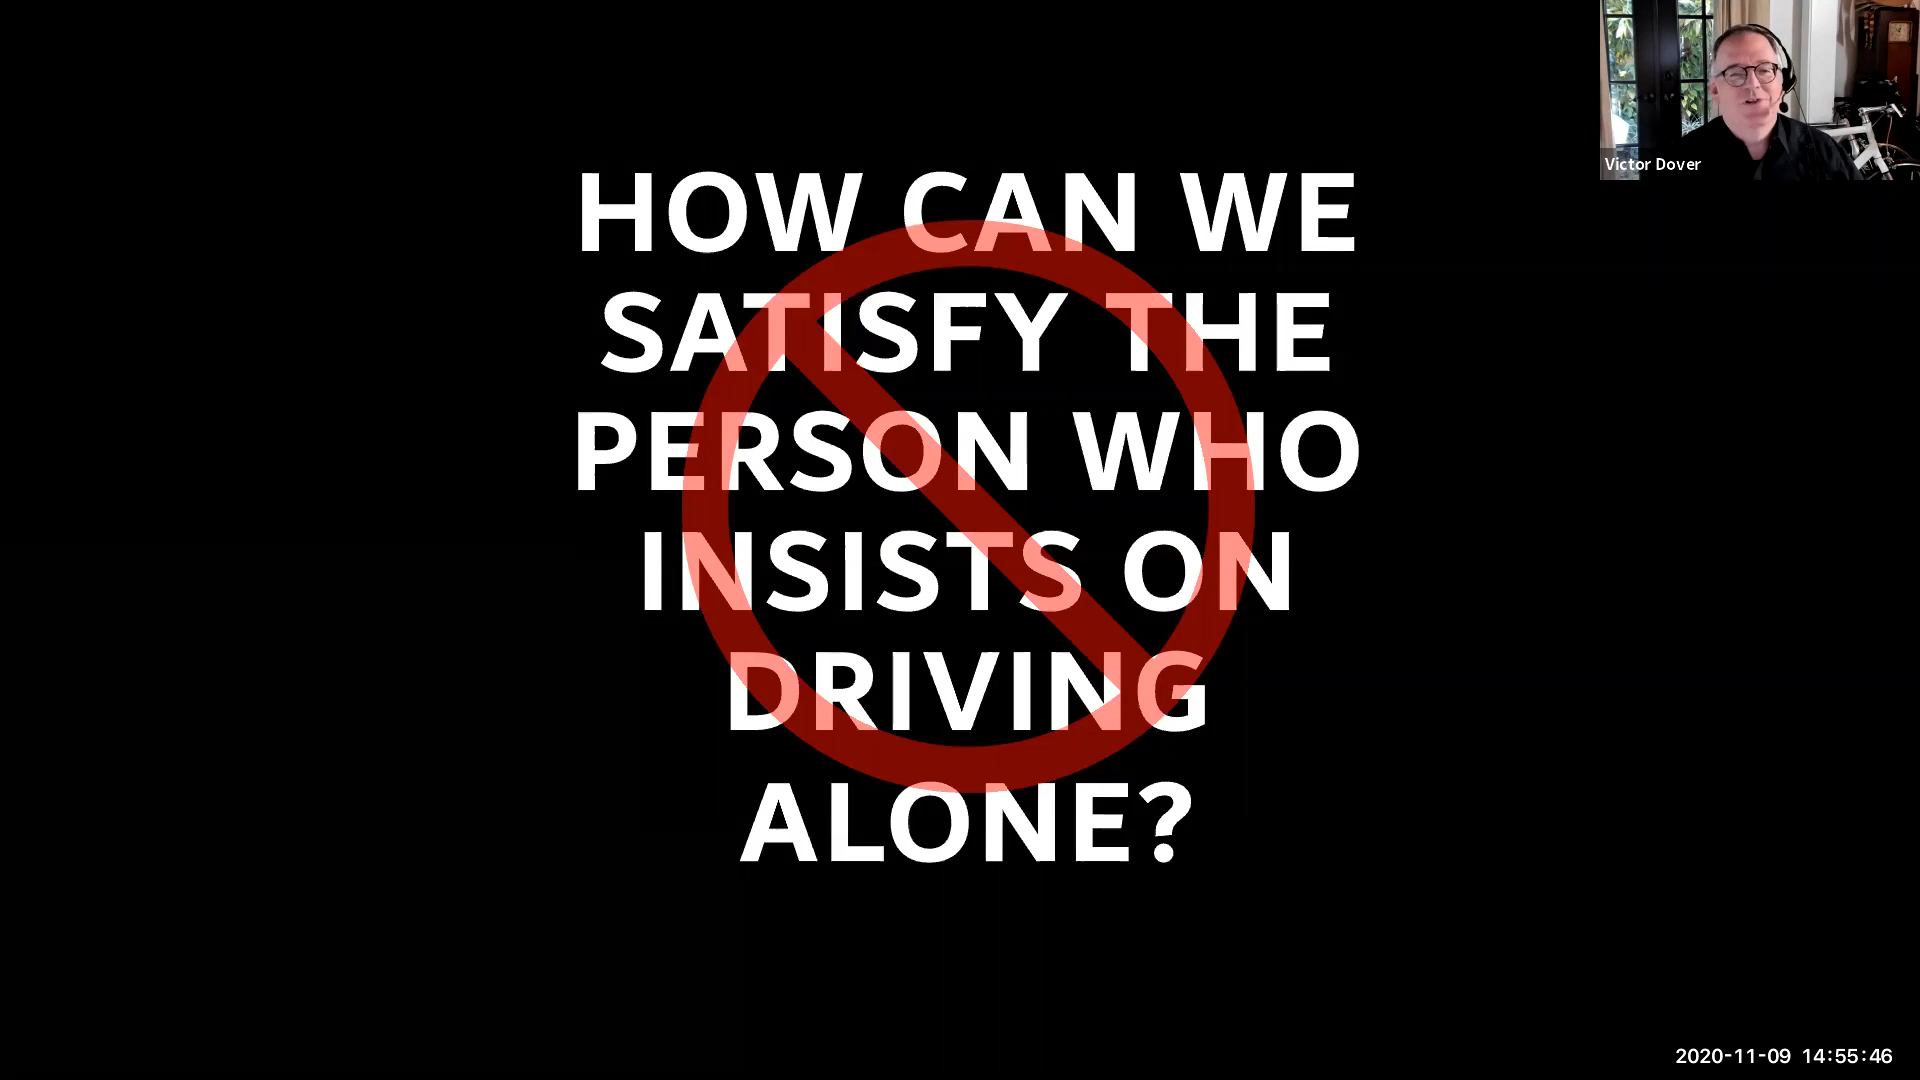 HOW CAN WE
SATISFY THE
PERSON WHO
INSISTS ON
DRIVING
ALONE?
Victor Dover
2020-11-09 14:55:46